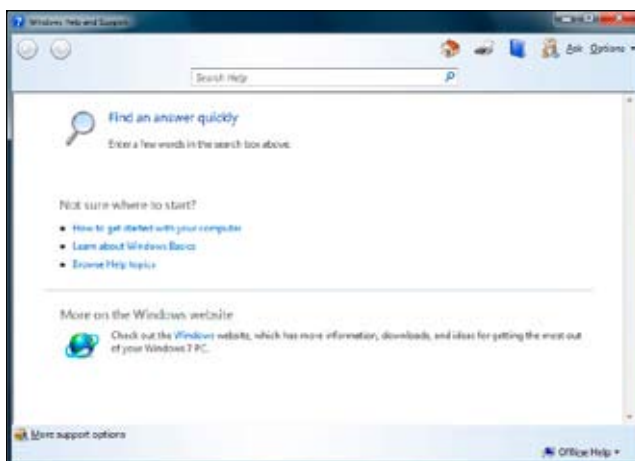 Windows Help and Support
Ask Options
Search Help
Find an answer quickly
Enter a few words in the search box above.
Not sure where to start?
How to get started with your computer
Learn about Windows Basics
Browse Help topics
More on the Windows website
Check out the Windows website, which has more information, downloads, and ideas for getting the most out
of your Windows 7 PC.
More support options
Office Help